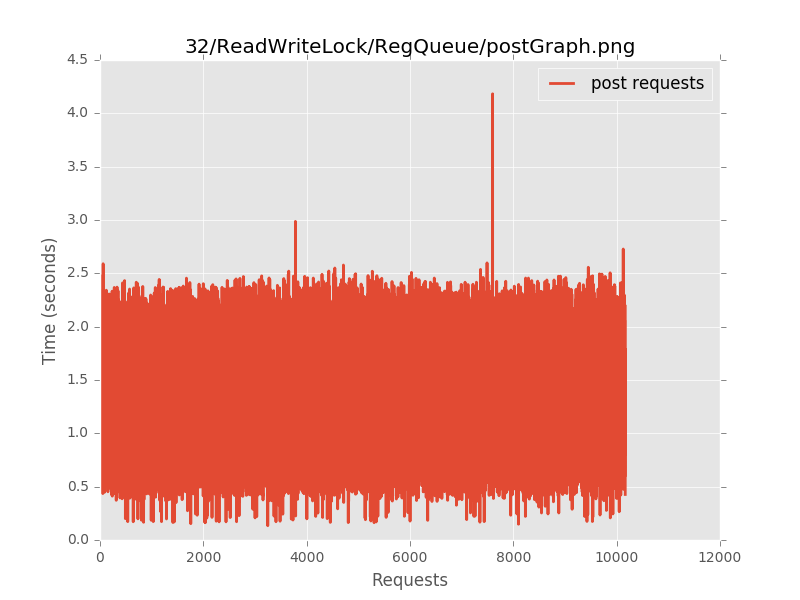 32/ReadWriteLock/RegQueue/postGraph.png
post requests
4.5
4.0
3.5
3.0
2.5
2.0
1.5
1.0
0.5
0.0
Time (seconds)
0 2000 4000 6000 8000 10000 12000
Requests